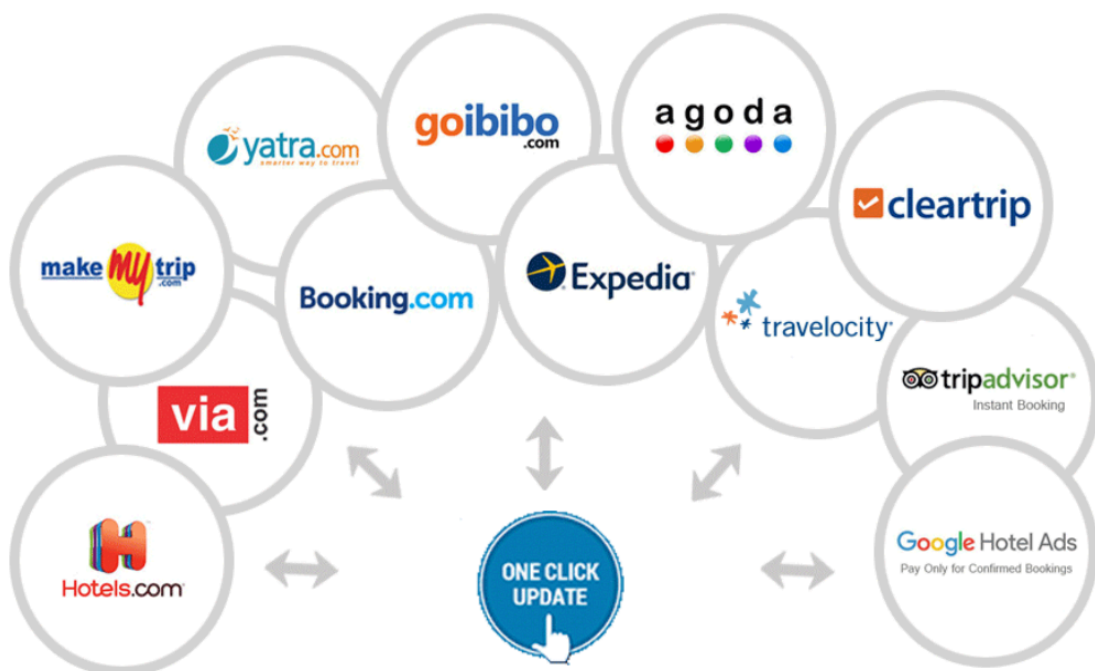 yatra.com
smarter way to travel
goibibo
.com
agoda
cleartrip
make my trip
.com
Booking.com
Expedia®
travelocity®
via.com
tripadvisor®
Instant Booking
Hotels.com
Google Hotel Ads
Pay Only for Confirmed Bookings
ONE CLICK
UPDATE